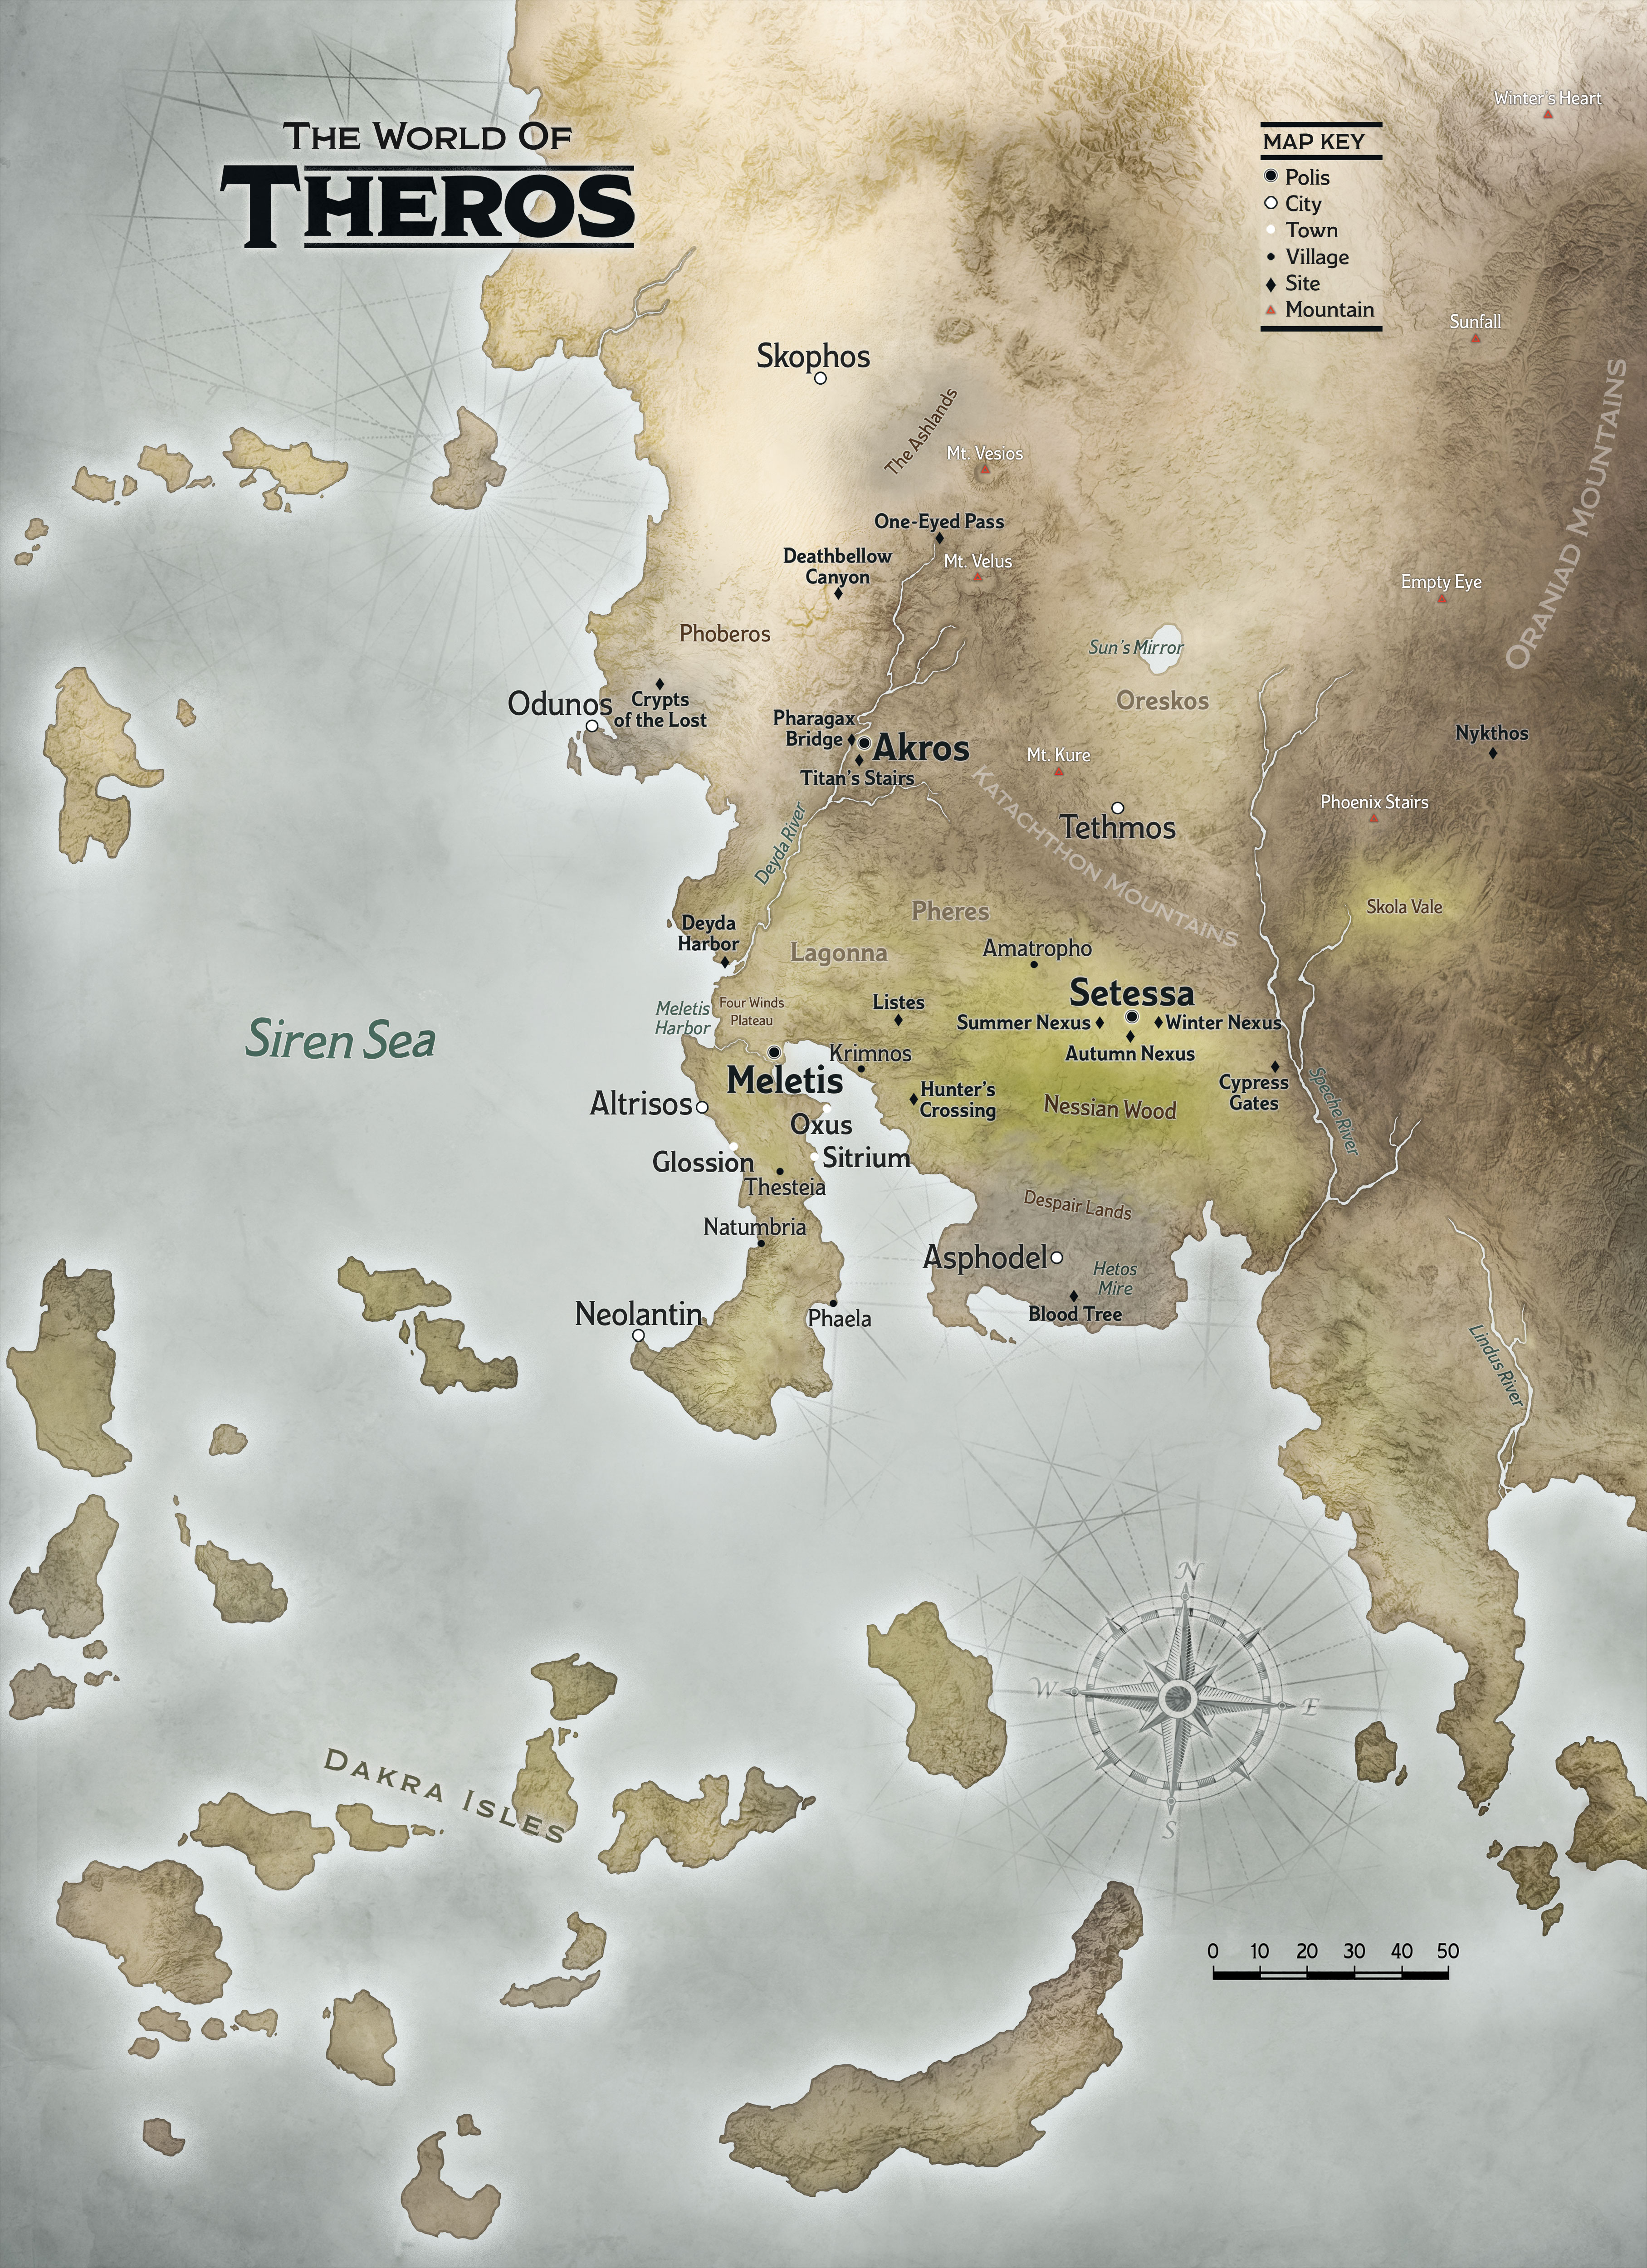 THE WORLD OF
THEROS
Winter's Heart
MAP KEY
Polis
City
Town
Village
Site
Mountain
Sunfall
ORANIAD MOUNTAINS
Skophos
The Ashlands
Mt. Vesios
One-Eyed Pass
Deathbellow
Canyon
Mt. Velus
Empty Eye
Phoberos
Sun's Mirror
Oreskos
Odunos
Crypts
of the Lost
Pharagax
Bridge
Akros
Titan's Stairs
Nykthos
Mt. Kure
KATACHTHON MOUNTAINS
Phoenix Stairs
Tethmos
Deyda River
Skola Vale
Pheres
Deyda
Harbor
Lagonna
Amatropho
Setessa
Meletis
Harbor
Four Winds
Plateau
Listes
Summer Nexus
Winter Nexus
Autumn Nexus
Siren Sea
Krimnos
Meletis
Hunter's
Crossing
Cypress
Gates
Speche River
Nessian Wood
Altrisos
Oxus
Glossion
Sitrium
Thesteia
Natumbria
Despair Lands
Asphodel
Hetos
Mire
Blood Tree
Neolantin
Phaela
Lindus River
N
W
E
S
DAKRA ISLES
0 10 20 30 40 50